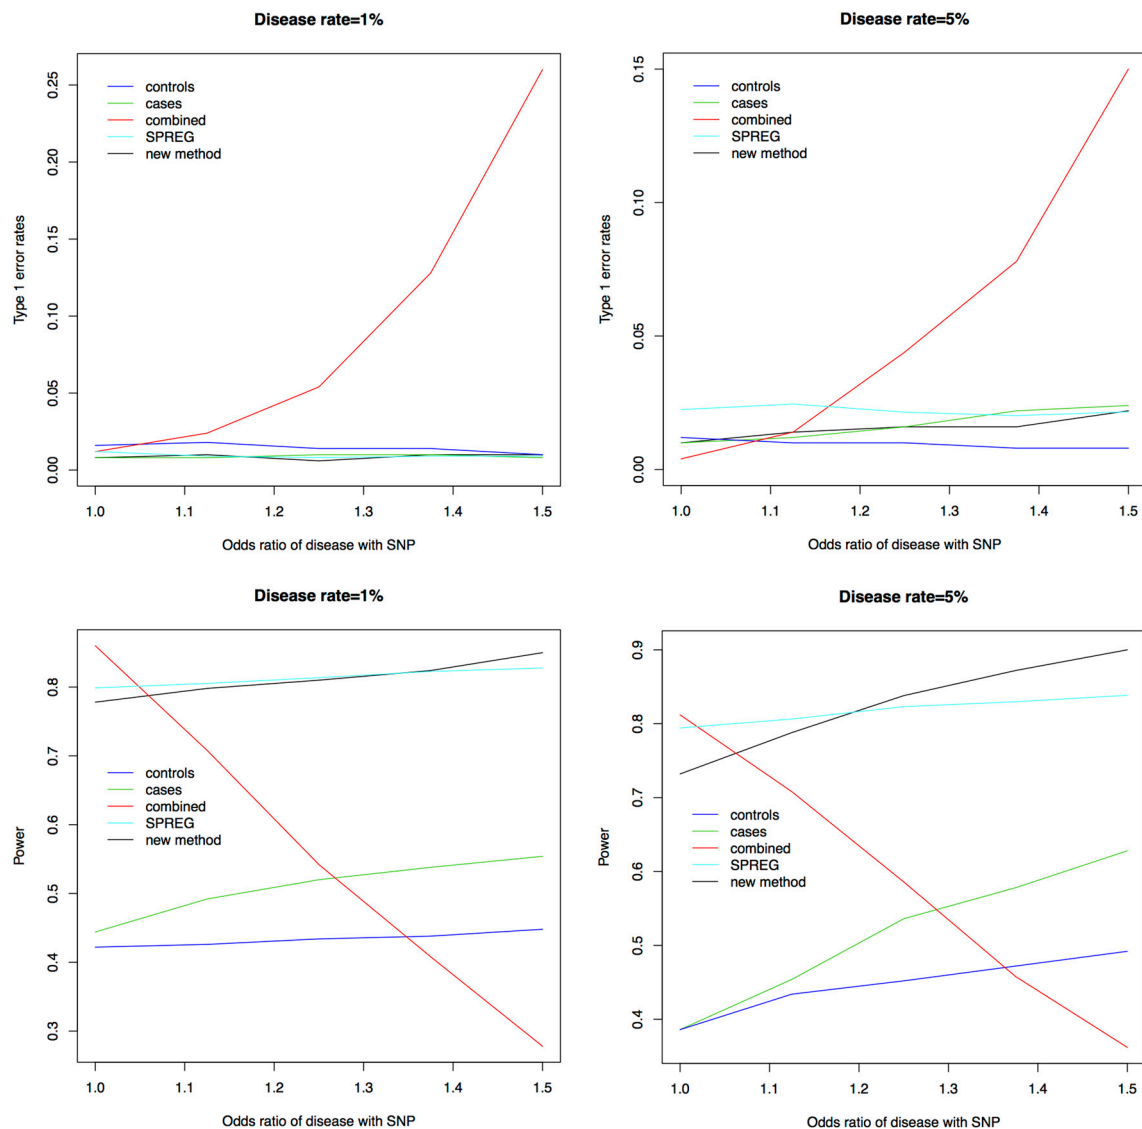 Disease rate=1%
Type 1 error rates
0.25
0.20
0.15
0.10
0.05
0.00
controls
cases
combined
SPREG
new method
1.0 1.1 1.2 1.3 1.4 1.5
Odds ratio of disease with SNP
Disease rate=5%
Type 1 error rates
0.15
0.10
0.05
0.00
controls
cases
combined
SPREG
new method
1.0 1.1 1.2 1.3 1.4 1.5
Odds ratio of disease with SNP
Disease rate=1%
Power
0.8
0.7
0.6
0.5
0.4
0.3
controls
cases
combined
SPREG
new method
1.0 1.1 1.2 1.3 1.4 1.5
Odds ratio of disease with SNP
Disease rate=5%
Power
0.9
0.8
0.7
0.6
0.5
0.4
controls
cases
combined
SPREG
new method
1.0 1.1 1.2 1.3 1.4 1.5
Odds ratio of disease with SNP